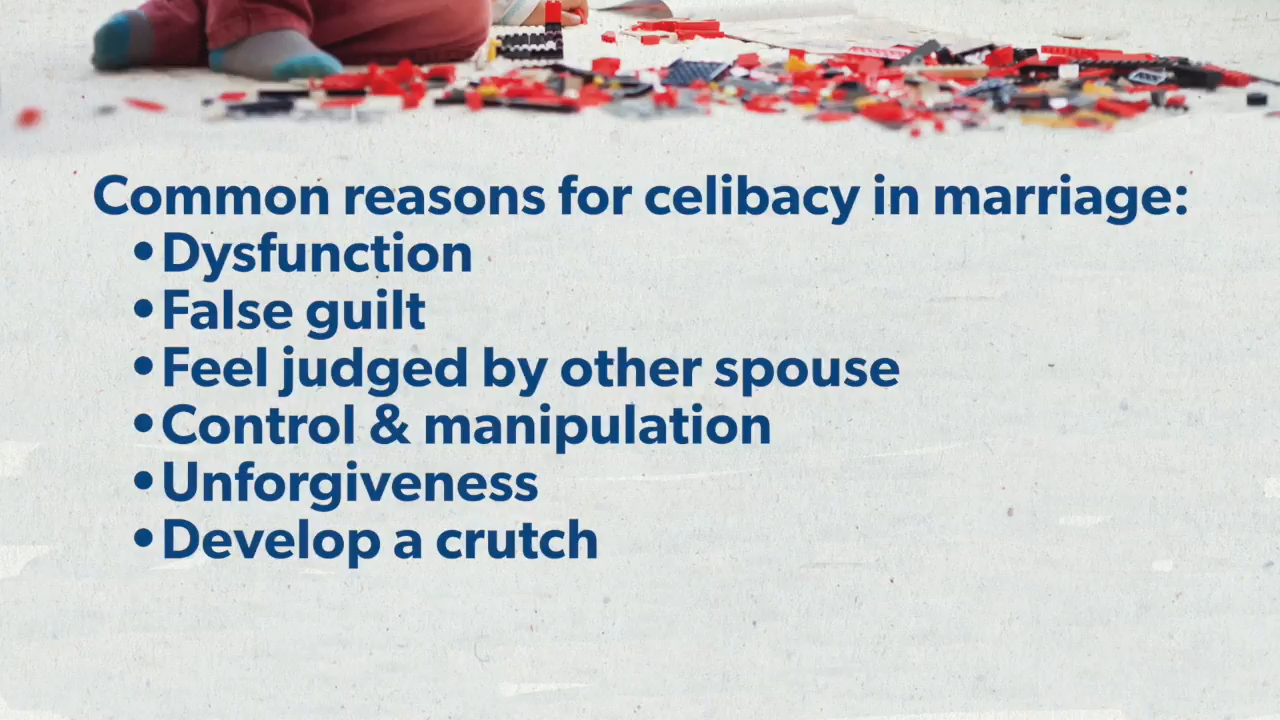 Common reasons for celibacy in marriage:
•Dysfunction
•False guilt
•Feel judged by other spouse
•Control & manipulation
•Unforgiveness
•Develop a crutch